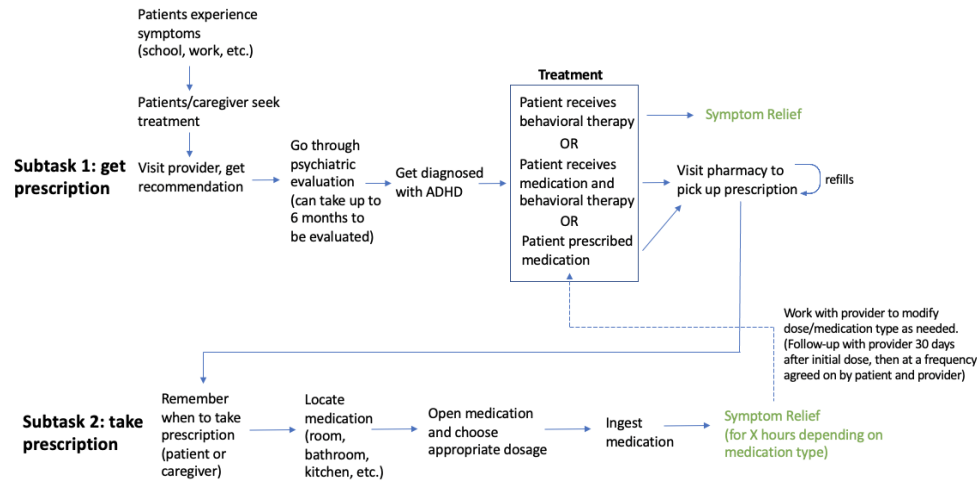 Patients experience
symptoms
(school, work, etc.)
Patients/caregiver seek
treatment
Subtask 1: get
prescription
Visit provider, get
recommendation
Go through
psychiatric
evaluation
(can take up to
6 months to
be evaluated)
Get diagnosed
with ADHD
Treatment
Patient receives
behavioral therapy
OR
Patient receives
medication and
behavioral therapy
OR
Patient prescribed
medication
Symptom Relief
Visit pharmacy to
pick up prescription
refills
Work with provider to modify
dose/medication type as needed.
(Follow-up with provider 30 days
after initial dose, then at a frequency
agreed on by patient and provider)
Subtask 2: take
prescription
Remember
when to take
prescription
(patient or
caregiver)
Locate
medication
(room,
bathroom,
kitchen, etc.)
Open medication
and choose
appropriate dosage
Ingest
medication
Symptom Relief
(for X hours depending on
medication type)